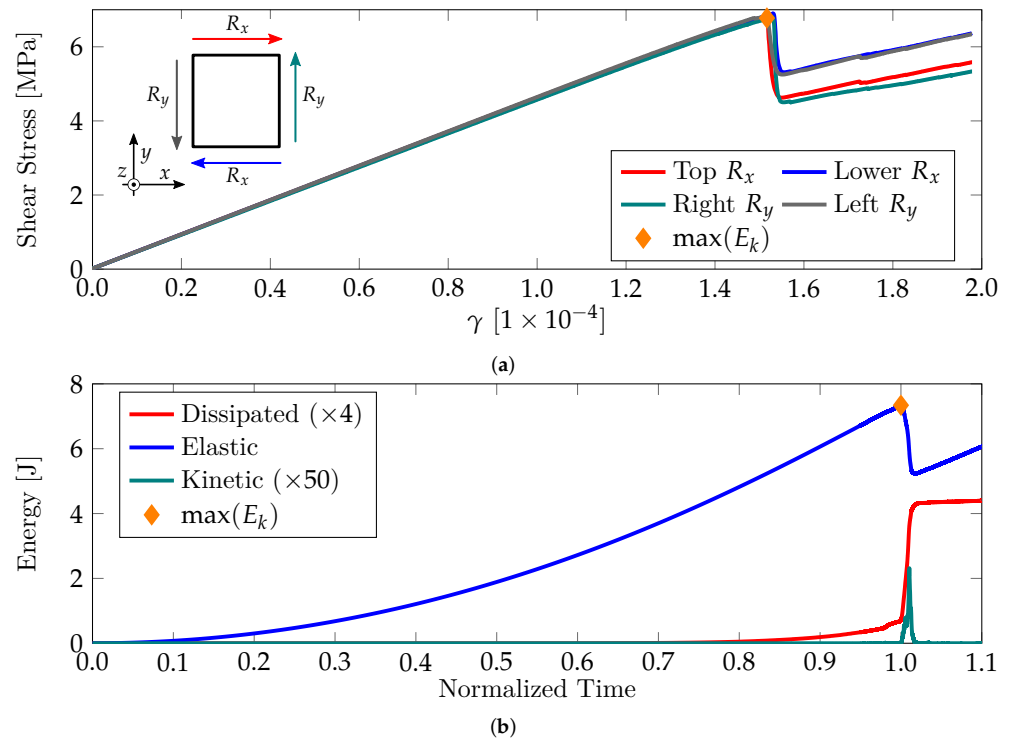 Shear Stress [MPa]
6
4
2
0
R_x
R_y
R_y
R_x
y
z
x
Top R_x
Lower R_x
Right R_y
Left R_y
max(E_k)
0.0 0.2 0.4 0.6 0.8 1.0 1.2 1.4 1.6 1.8 2.0
γ [1 × 10⁻⁴]
(a)
Energy [J]
8
6
4
2
0
Dissipated (×4)
Elastic
Kinetic (×50)
max(E_k)
0.0 0.1 0.2 0.3 0.4 0.5 0.6 0.7 0.8 0.9 1.0 1.1
Normalized Time
(b)